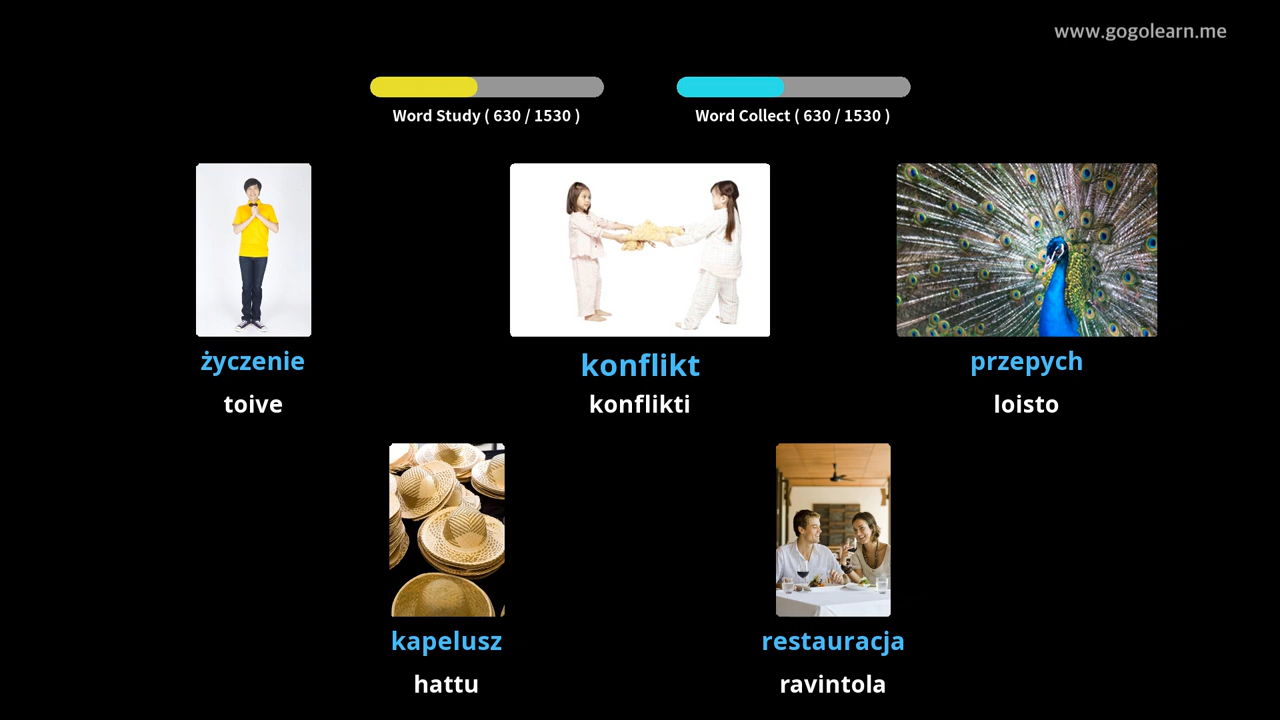 www.gogolearn.me
Word Study ( 630 / 1530 )
Word Collect ( 630 / 1530 )
życzenie
toive
konflikt
konflikti
przepych
loisto
kapelusz
hattu
restauracja
ravintola